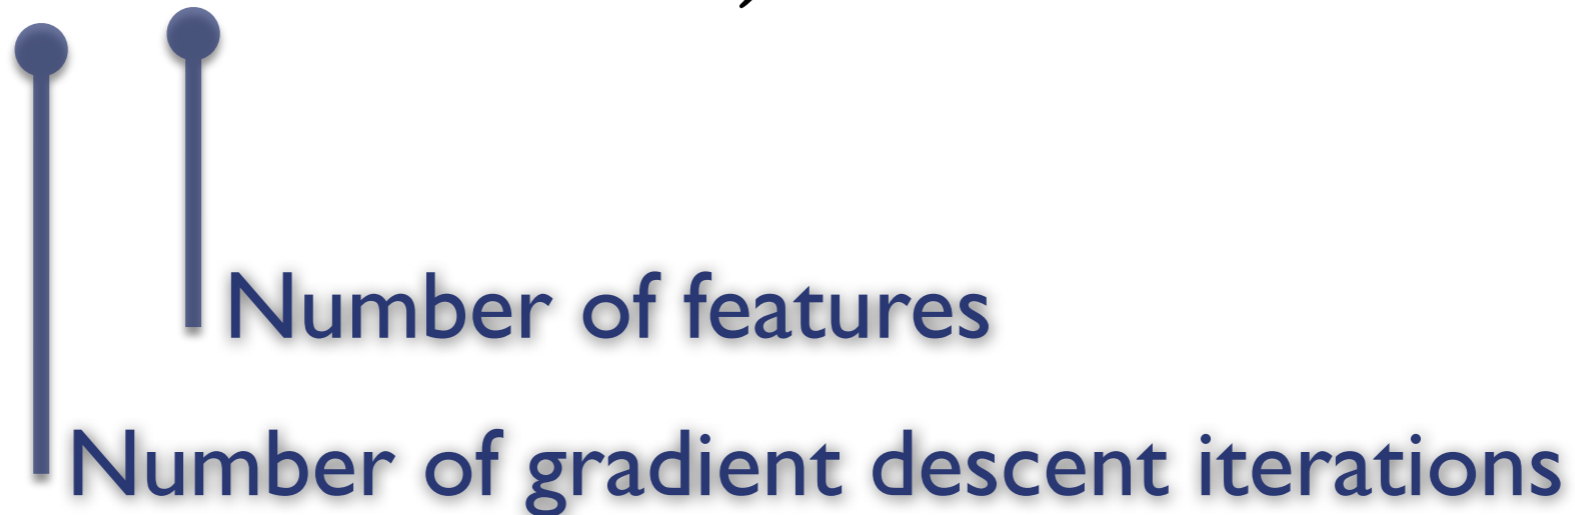 Number of features
Number of gradient descent iterations